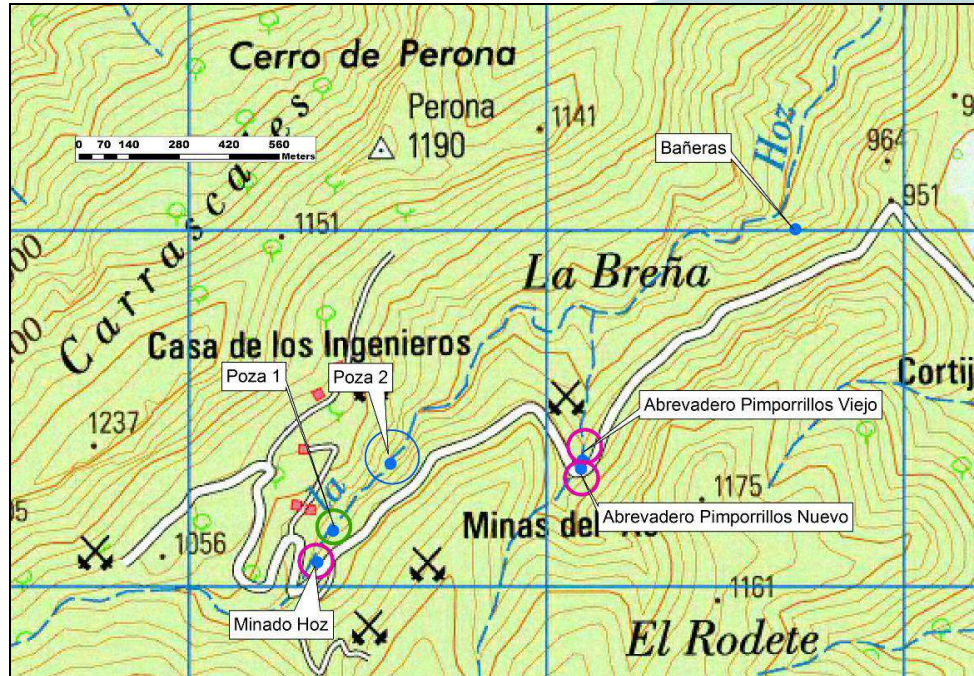 Cerro de Perona
Perona
1190
1141
0 70 140 280 420 560
Meters
Hoz
964
Bañeras
951
1151
Carrascales
La Breña
Casa de los Ingenieros
Poza 1
Poza 2
Cortij
Abrevadero Pimporrillos Viejo
1237
la
1175
Abrevadero Pimporrillos Nuevo
Minas del
1056
1161
Minado Hoz
El Rodete